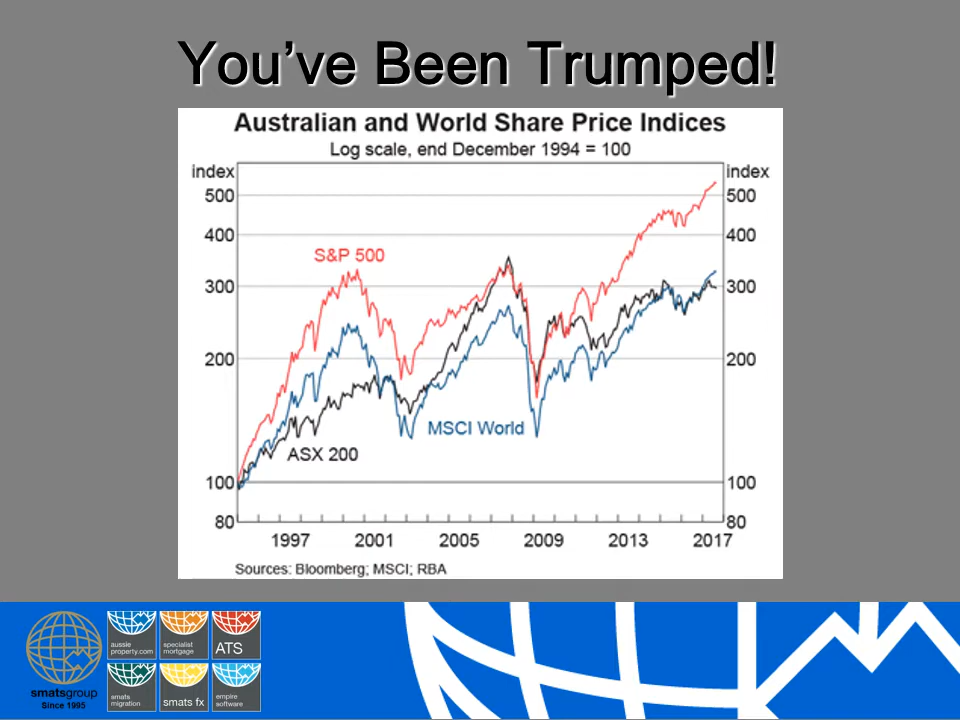 You’ve Been Trumped!
Australian and World Share Price Indices
Log scale, end December 1994 = 100
index
index
500
500
400
400
S&P 500
300
300
200
200
MSCI World
ASX 200
100
100
80
80
1997
2001
2005
2009
2013
2017
Sources: Bloomberg; MSCI; RBA
smatsgroup
Since 1995
aussie
property.com
specialist
mortgage
ATS
smats
migration
smats fx
empire
software